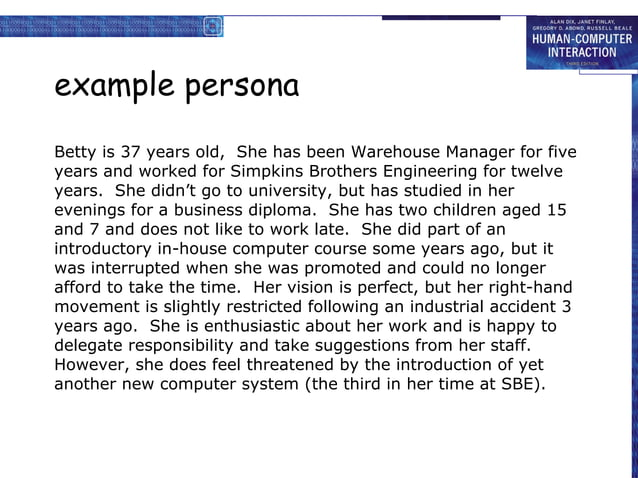 ALAN DIX, JANET FINLAY,
GREGORY D. ABOWD, RUSSELL BEALE
HUMAN-COMPUTER
INTERACTION
THIRD EDITION
example persona
Betty is 37 years old,  She has been Warehouse Manager for five
years and worked for Simpkins Brothers Engineering for twelve
years.  She didn’t go to university, but has studied in her
evenings for a business diploma.  She has two children aged 15
and 7 and does not like to work late.  She did part of an
introductory in-house computer course some years ago, but it
was interrupted when she was promoted and could no longer
afford to take the time.  Her vision is perfect, but her right-hand
movement is slightly restricted following an industrial accident 3
years ago.  She is enthusiastic about her work and is happy to
delegate responsibility and take suggestions from her staff.
However, she does feel threatened by the introduction of yet
another new computer system (the third in her time at SBE).